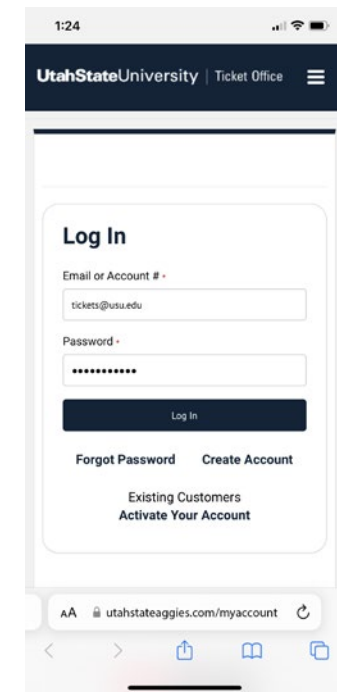 1:24
UtahStateUniversity | Ticket Office
Log In
Email or Account # •
tickets@usu.edu
Password •
•••••••••••
Log In
Forgot Password Create Account
Existing Customers
Activate Your Account
AA utahstateaggies.com/myaccount